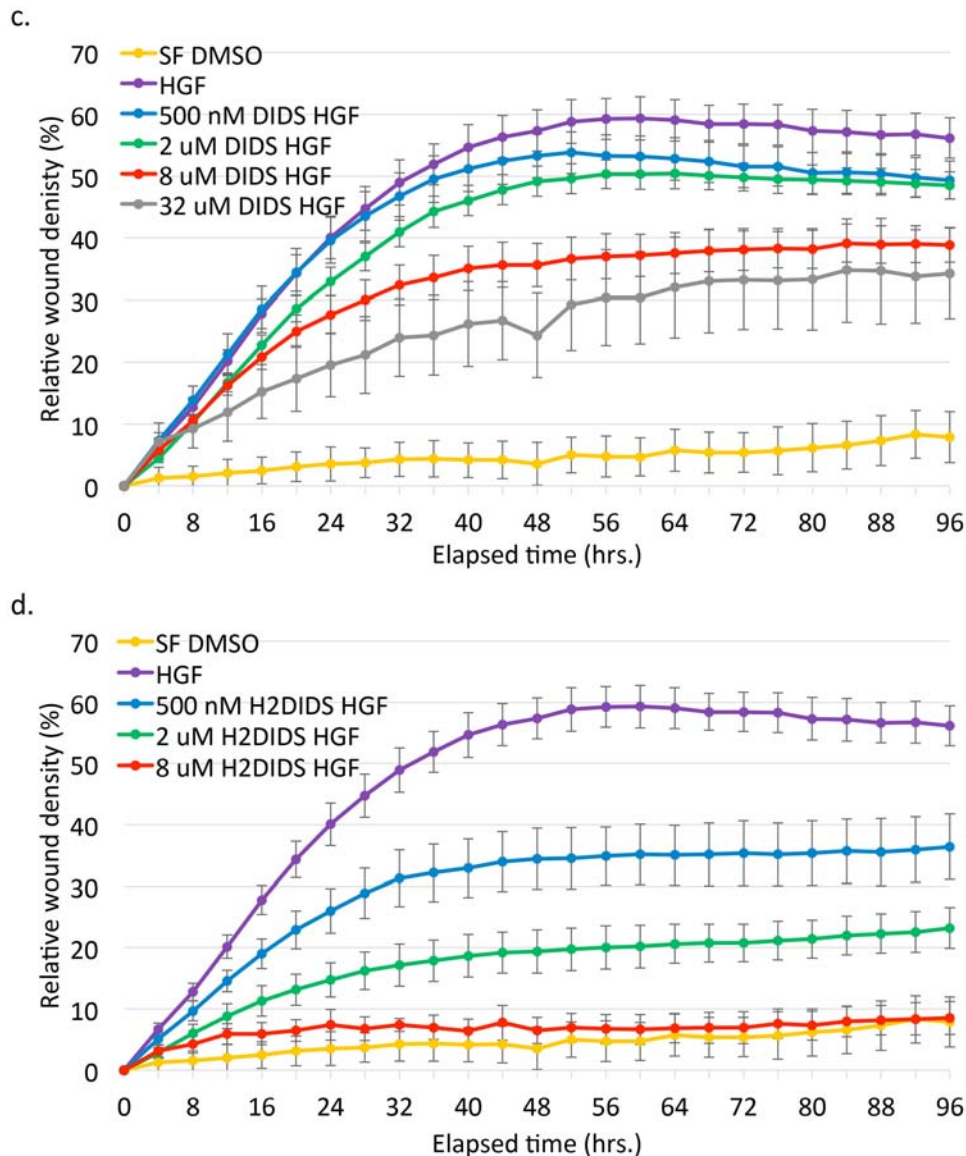 c.
70
60
50
40
30
20
10
0
Relative wound density (%)
SF DMSO
HGF
500 nM DIDS HGF
2 uM DIDS HGF
8 uM DIDS HGF
32 uM DIDS HGF
0 8 16 24 32 40 48 56 64 72 80 88 96
Elapsed time (hrs.)
d.
70
60
50
40
30
20
10
0
Relative wound density (%)
SF DMSO
HGF
500 nM H2DIDS HGF
2 uM H2DIDS HGF
8 uM H2DIDS HGF
0 8 16 24 32 40 48 56 64 72 80 88 96
Elapsed time (hrs.)